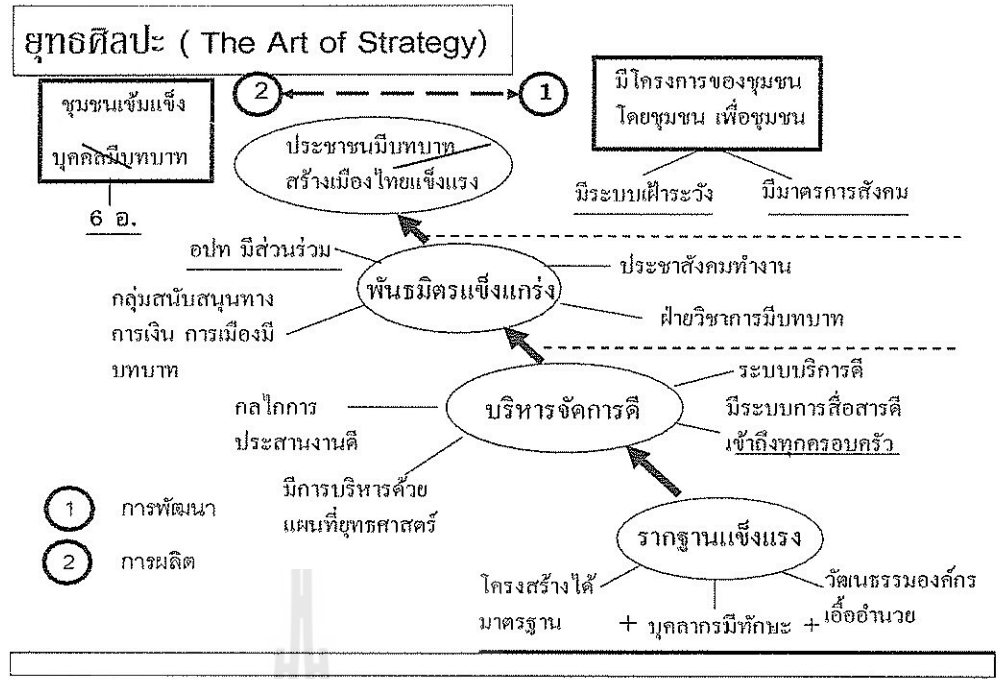 ยุทธศิลปะ ( The Art of Strategy)
ชุมชนเข้มแข็ง
บุคคลมีบทบาท
6 อ.
2
1
มีโครงการของชุมชน
โดยชุมชน เพื่อชุมชน
มีระบบเฝ้าระวัง
มีมาตรการสังคม
ประชาชนมีบทบาท
สร้างเมืองไทยแข็งแรง
อปท มีส่วนร่วม
ประชาสังคมทำงาน
พันธมิตรแข็งแกร่ง
กลุ่มสนับสนุนทาง
การเงิน การเมืองมี
บทบาท
ฝ่ายวิชาการมีบทบาท
ระบบบริการดี
บริหารจัดการดี
กลไกการ
ประสานงานดี
มีระบบการสื่อสารดี
เข้าถึงทุกครอบครัว
มีการบริหารด้วย
แผนที่ยุทธศาสตร์
1 การพัฒนา
2 การผลิต
รากฐานแข็งแรง
โครงสร้างได้
มาตรฐาน
+ บุคลากรมีทักษะ +
วัฒนธรรมองค์กร
เอื้ออำนวย